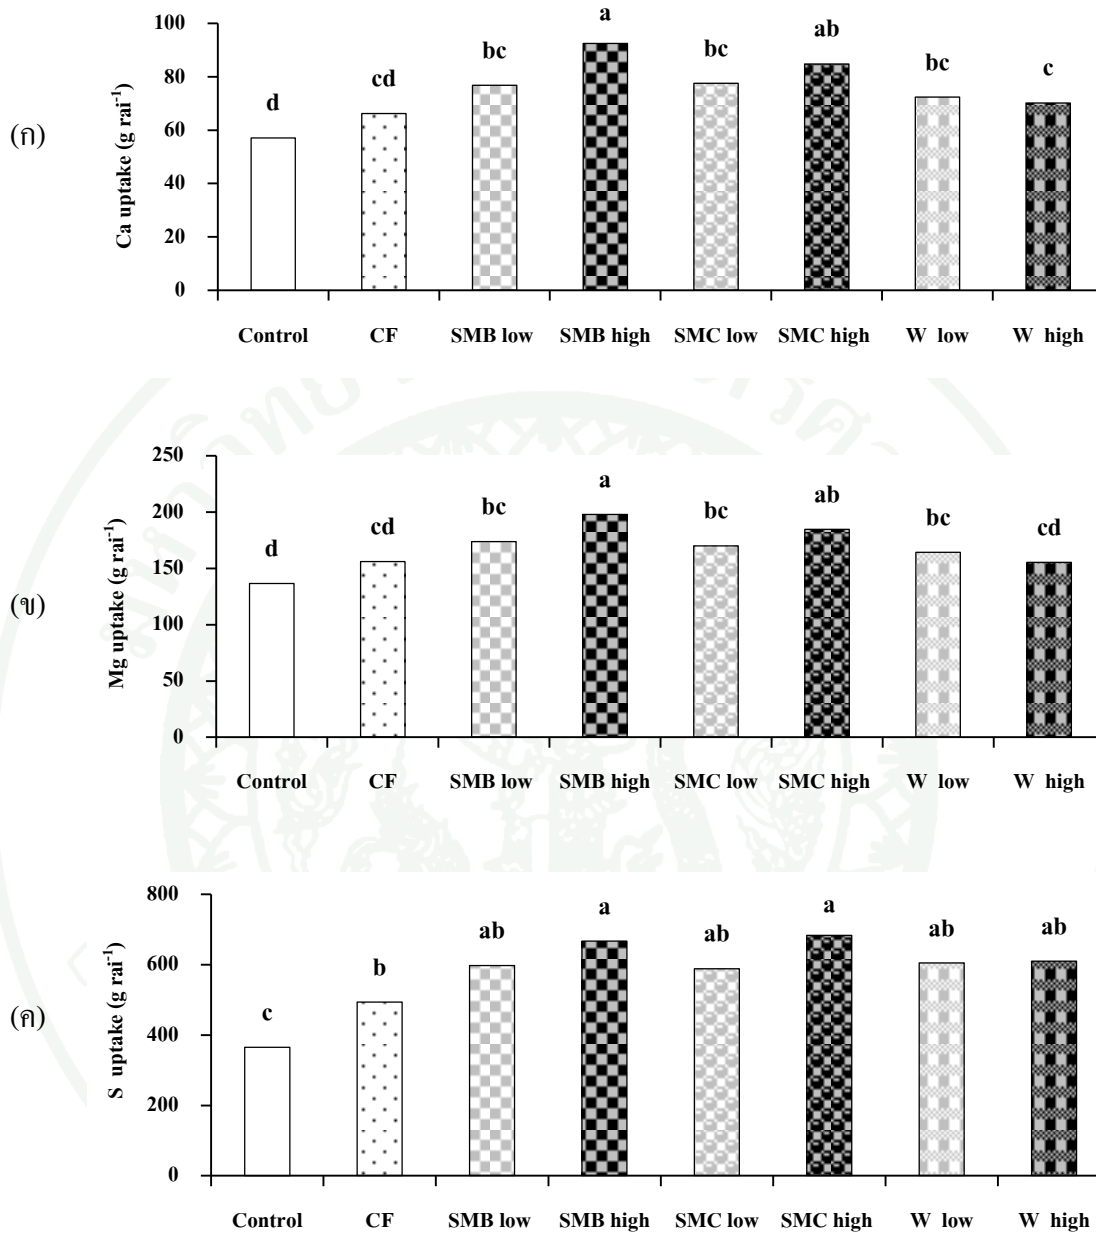 100
80
60
40
20
0
Ca uptake (g rai⁻¹)
(ก)
d
cd
bc
a
bc
ab
bc
c
Control CF SMB low SMB high SMC low SMC high W low W high
250
200
150
100
50
0
Mg uptake (g rai⁻¹)
(ข)
d
cd
bc
a
bc
ab
bc
cd
Control CF SMB low SMB high SMC low SMC high W low W high
800
600
400
200
0
S uptake (g rai⁻¹)
(ค)
c
b
ab
a
ab
a
ab
ab
Control CF SMB low SMB high SMC low SMC high W low W high